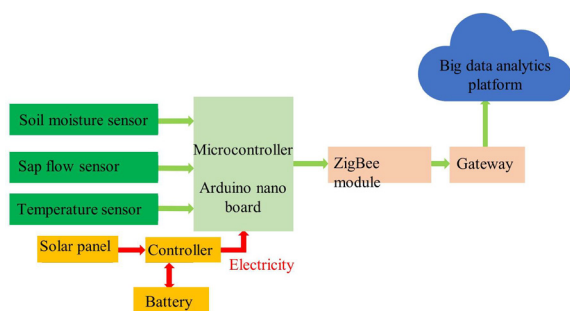 Big data analytics
platform
Soil moisture sensor
Microcontroller
Sap flow sensor
ZigBee
module
Gateway
Arduino nano
board
Temperature sensor
Solar panel
Controller
Electricity
Battery